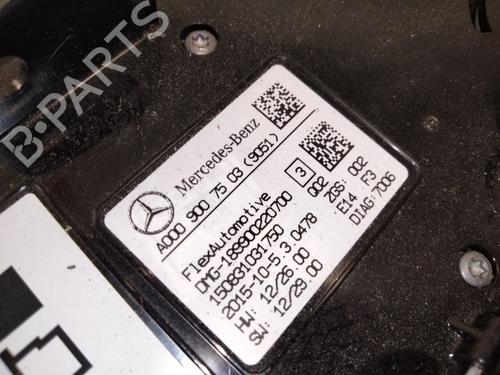 B-PARTS
Mercedes-Benz
A000 900 75 03 (9051)
FlexAutomotive
DMG-189900220700
150831031750
2015-10-5.3.0478
HW: 12/26.00
SW: 12/29.00
3
002
ZGS: 002
E14 F3
DIAG:7006